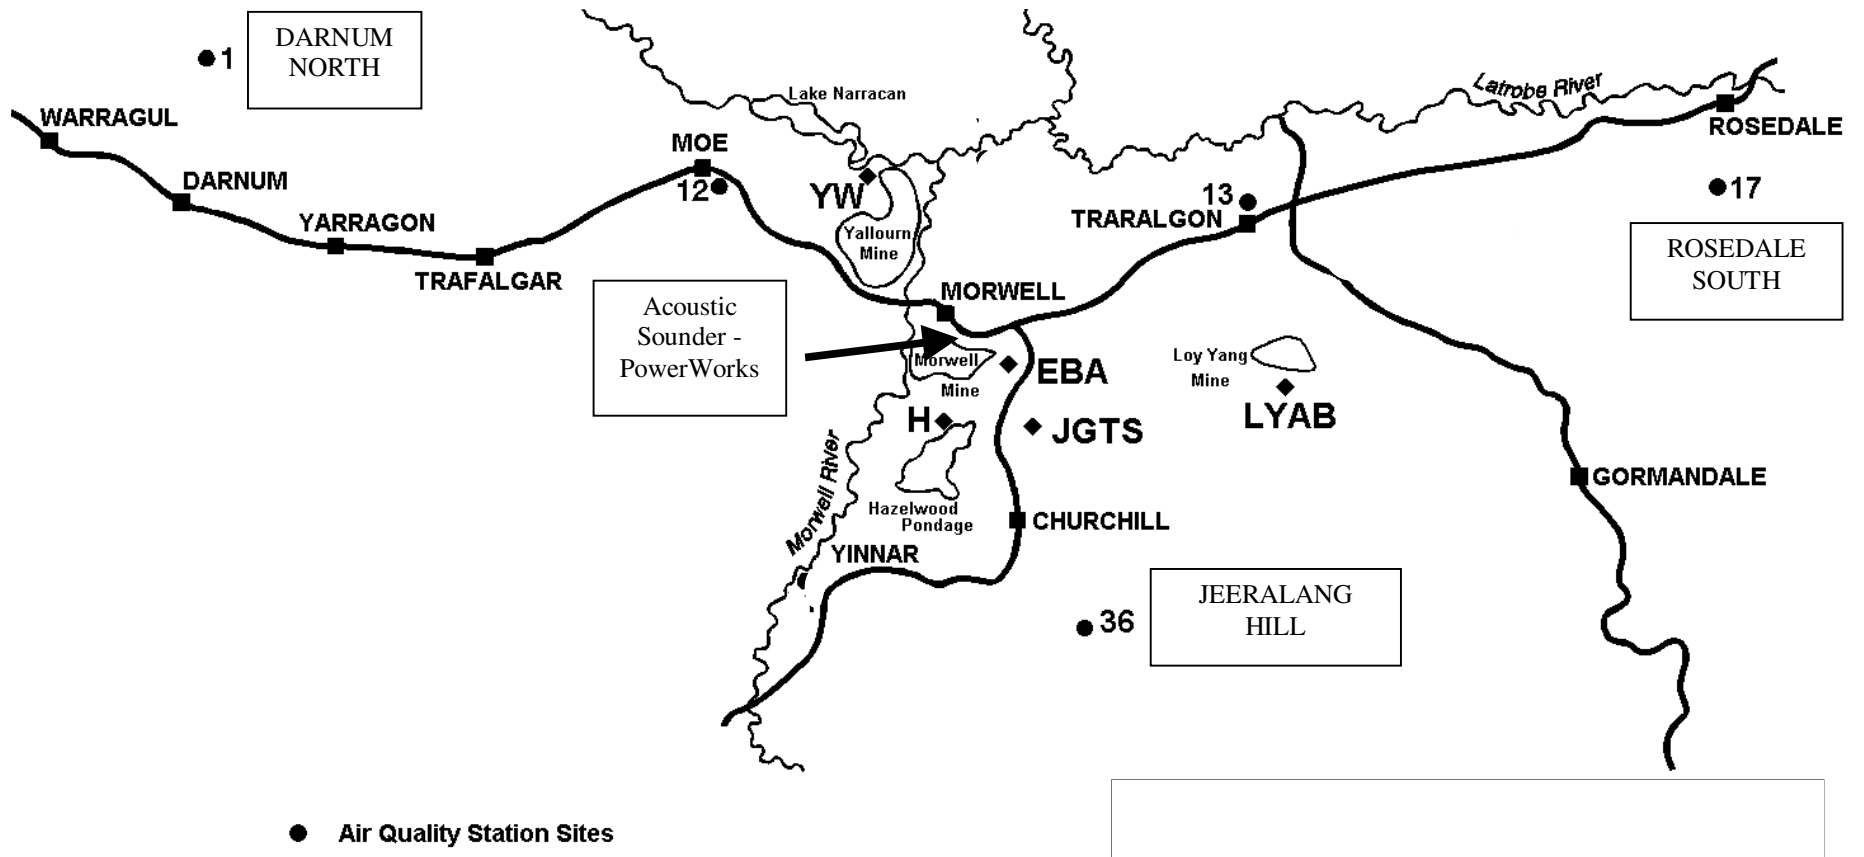 1
DARNUM
NORTH
Lake Narracan
Latrobe River
WARRAGUL
ROSEDALE
MOE
DARNUM
12
YW
13
17
YARRAGON
TRARALGON
Yallourn
Mine
ROSEDALE
SOUTH
TRAFALGAR
MORWELL
Acoustic
Sounder -
PowerWorks
Morwell
Mine
EBA
Loy Yang
Mine
H
JGTS
LYAB
Morwell River
GORMANDALE
Hazelwood
Pondage
CHURCHILL
YINNAR
36
JEERALANG
HILL
Air Quality Station Sites